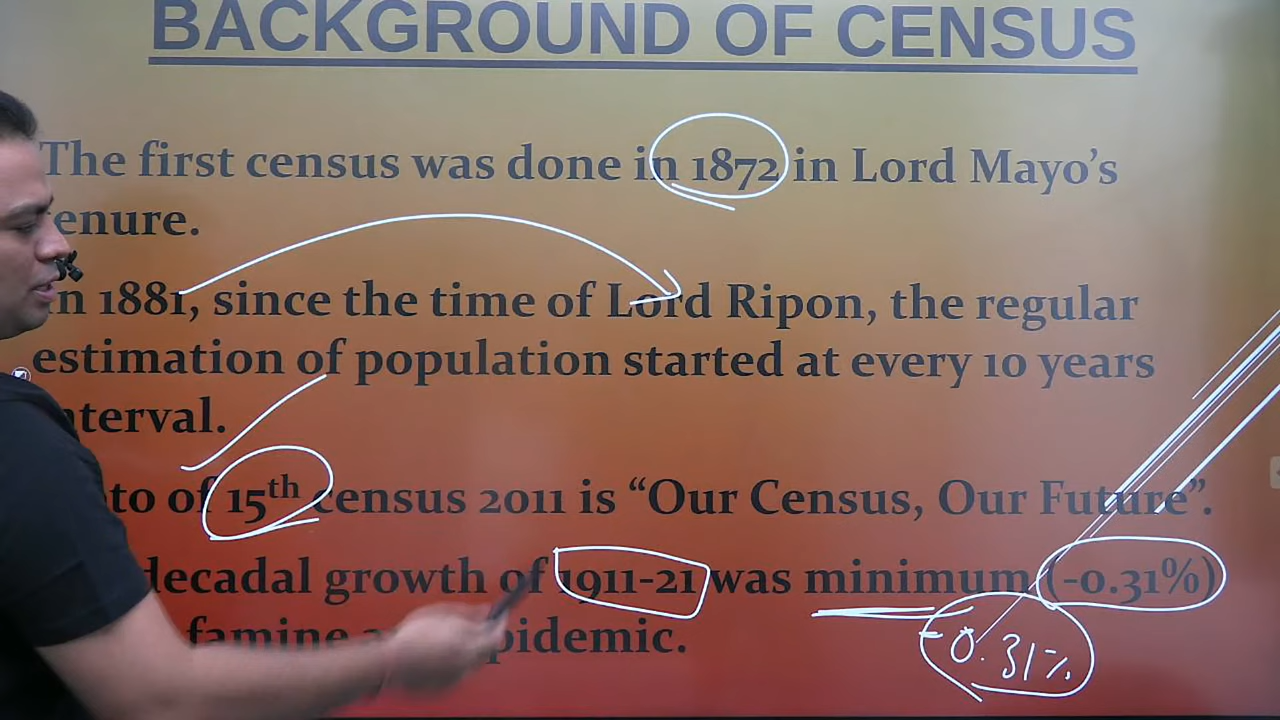 BACKGROUND OF CENSUS
The first census was done in 1872 in Lord Mayo's
enure.
n 1881, since the time of Lord Ripon, the regular
estimation of population started at every 10 years
terval.
to of 15th census 2011 is “Our Census, Our Future”.
decadal growth of 1911-21 was minimum (-0.31%)
famine a pidemic.
-0.31%